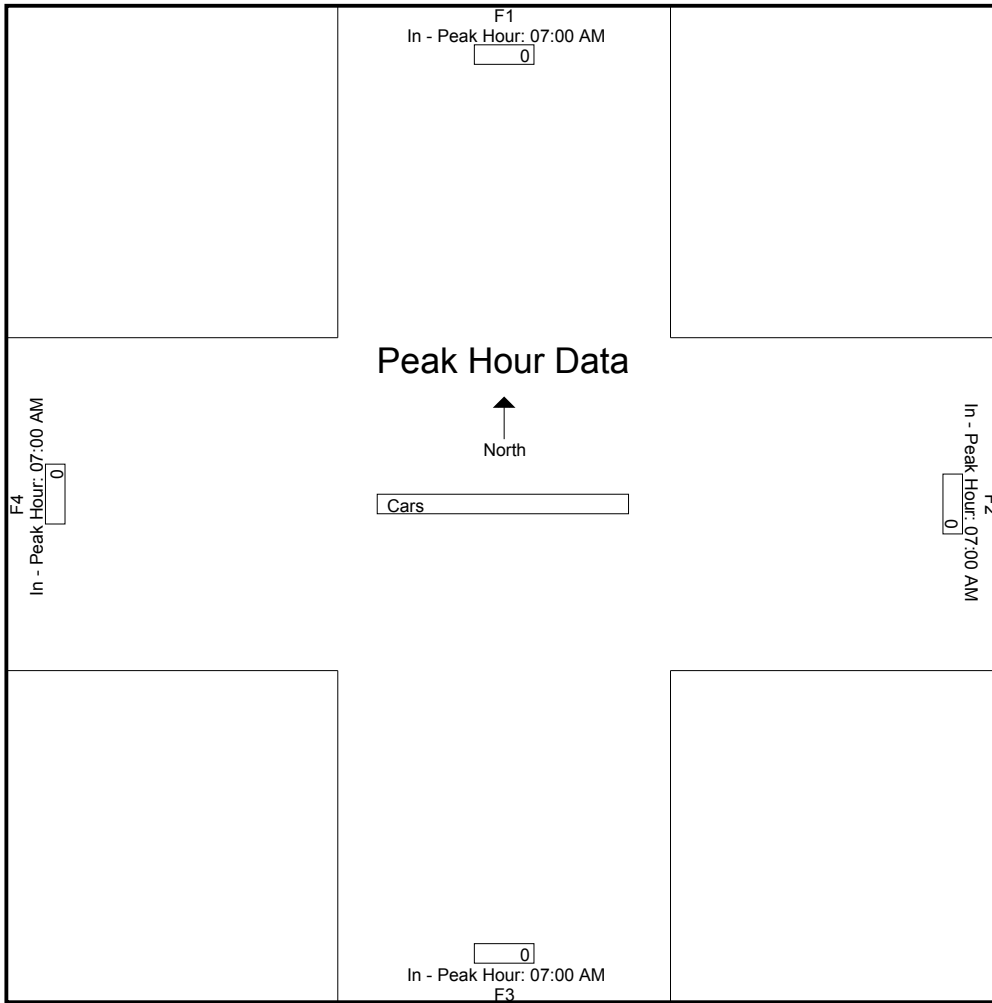 F1
In - Peak Hour: 07:00 AM
0
Peak Hour Data
North
Cars
F4
In - Peak Hour: 07:00 AM
0
0
In - Peak Hour: 07:00 AM
F2
0
In - Peak Hour: 07:00 AM
F3